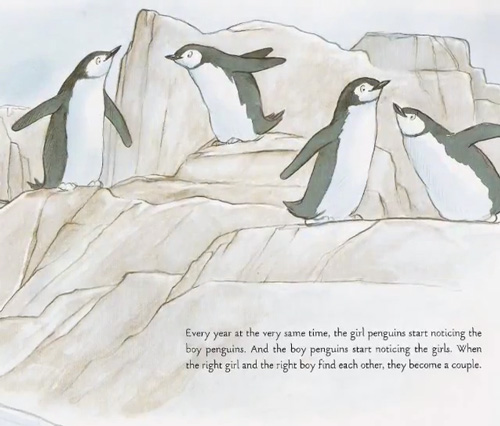 Every year at the very same time, the girl penguins start noticing the
boy penguins. And the boy penguins start noticing the girls. When
the right girl and the right boy find each other, they become a couple.